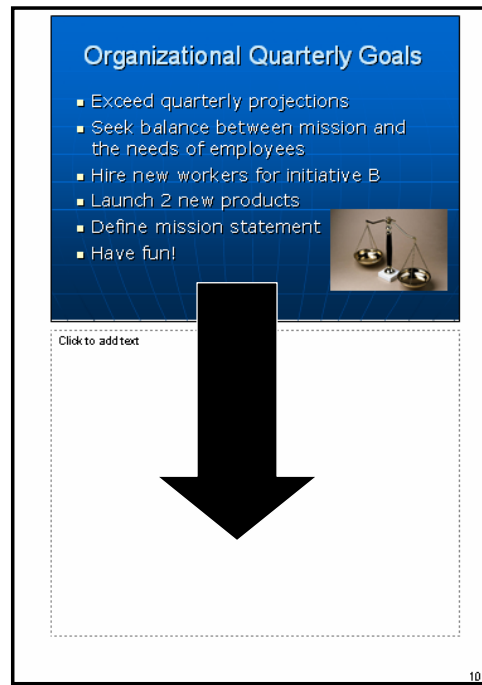 Organizational Quarterly Goals
Exceed quarterly projections
Seek balance between mission and
the needs of employees
Hire new workers for initiative B
Launch 2 new products
Define mission statement
Have fun!
Click to add text
10